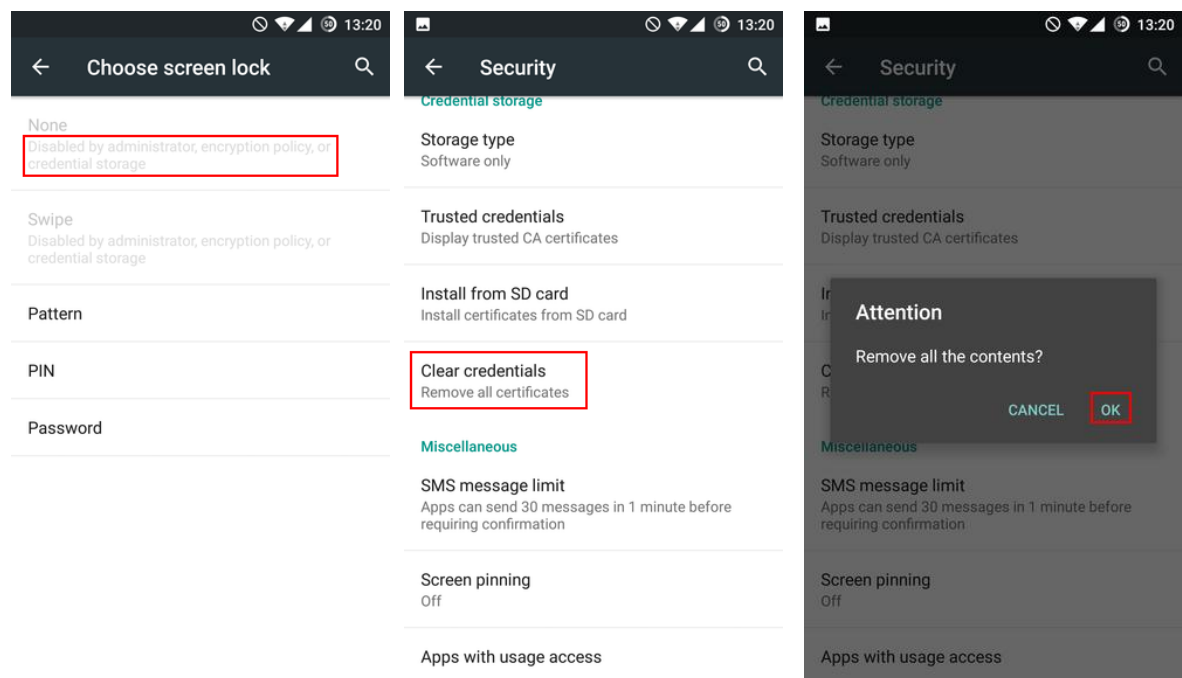 50 13:20
Choose screen lock
None
Disabled by administrator, encryption policy, or
credential storage
Swipe
Disabled by administrator, encryption policy, or
credential storage
Pattern
PIN
Password
50 13:20
Security
Credential storage
Storage type
Software only
Trusted credentials
Display trusted CA certificates
Install from SD card
Install certificates from SD card
Clear credentials
Remove all certificates
Miscellaneous
SMS message limit
Apps can send 30 messages in 1 minute before
requiring confirmation
Screen pinning
Off
Apps with usage access
50 13:20
Security
Credential storage
Storage type
Software only
Trusted credentials
Display trusted CA certificates
Attention
Remove all the contents?
CANCEL OK
Miscellaneous
SMS message limit
Apps can send 30 messages in 1 minute before
requiring confirmation
Screen pinning
Off
Apps with usage access